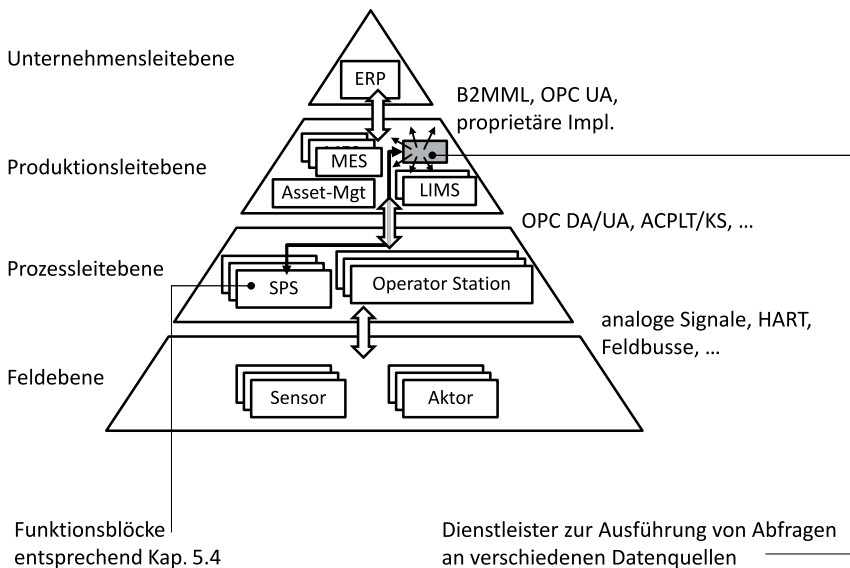 Unternehmensleitebene
ERP
B2MML, OPC UA,
proprietäre Impl.
Produktionsleitebene
MES
Asset-Mgt
LIMS
OPC DA/UA, ACPLT/KS, ...
Prozessleitebene
SPS
Operator Station
analoge Signale, HART,
Feldbusse, ...
Feldebene
Sensor
Aktor
Funktionsblöcke
entsprechend Kap. 5.4
Dienstleister zur Ausführung von Abfragen
an verschiedenen Datenquellen